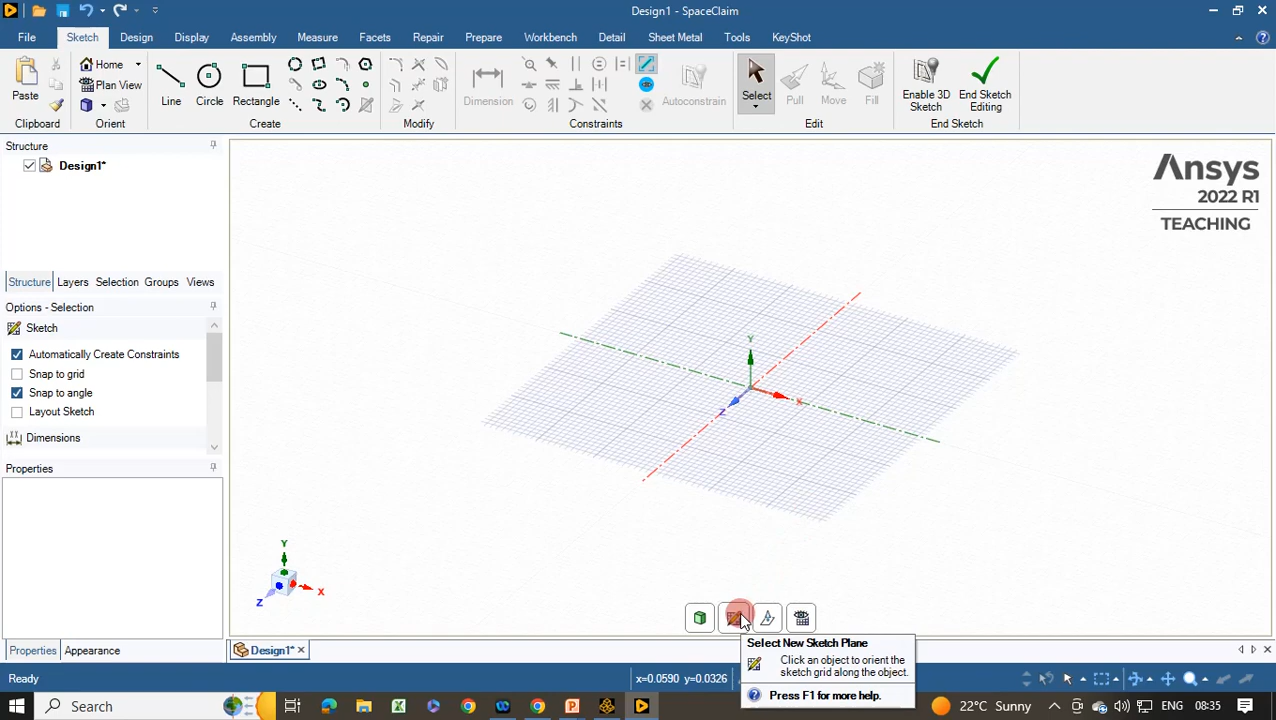 Design1 - SpaceClaim
File Sketch Design Display Assembly Measure Facets Repair Prepare Workbench Detail Sheet Metal Tools KeyShot
Home
Plan View
Paste
Line Circle Rectangle
Dimension
Autoconstrain
Select Pull Move Fill
Enable 3D Sketch
End Sketch Editing
Clipboard Orient Create Modify Constraints Edit End Sketch
Structure
Design1*
Structure Layers Selection Groups Views
Options - Selection
Sketch
Automatically Create Constraints
Snap to grid
Snap to angle
Layout Sketch
Dimensions
Properties
Properties Appearance
Ansys
2022 R1
TEACHING
Y
X
Z
Y
X
Z
Select New Sketch Plane
Click an object to orient the
sketch grid along the object.
Press F1 for more help.
Design1*
Ready
x=0.0590 y=0.0326
Search
22°C Sunny
ENG
08:35